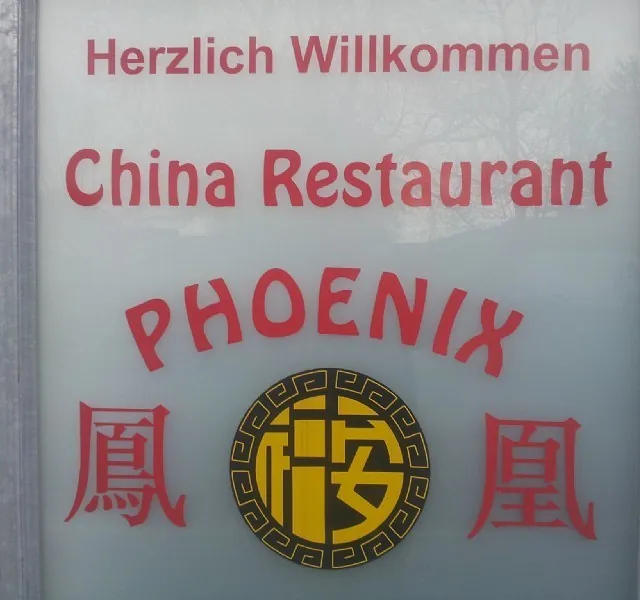 Herzlich Willkommen
China Restaurant
PHOENIX
鳳 凰